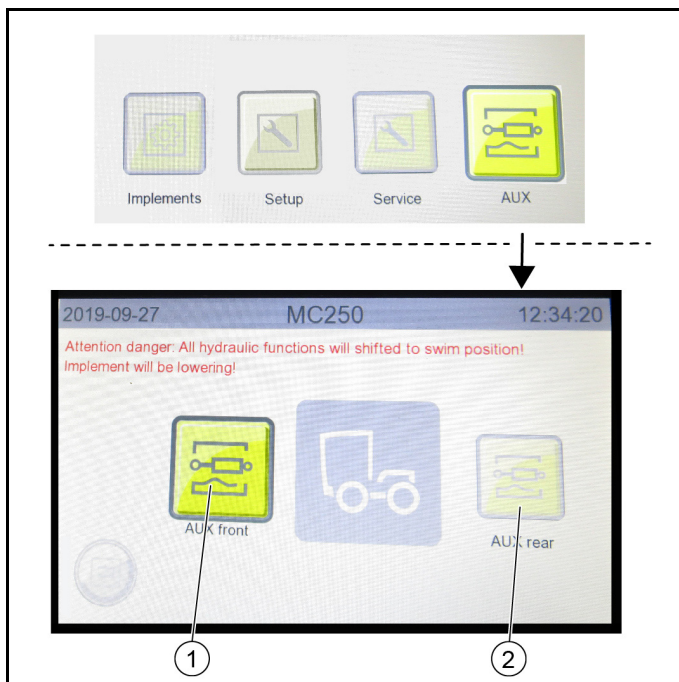 Implements Setup Service AUX
2019-09-27 MC250 12:34:20
Attention danger: All hydraulic functions will shifted to swim position!
Implement will be lowering!
AUX front
AUX rear
1 2